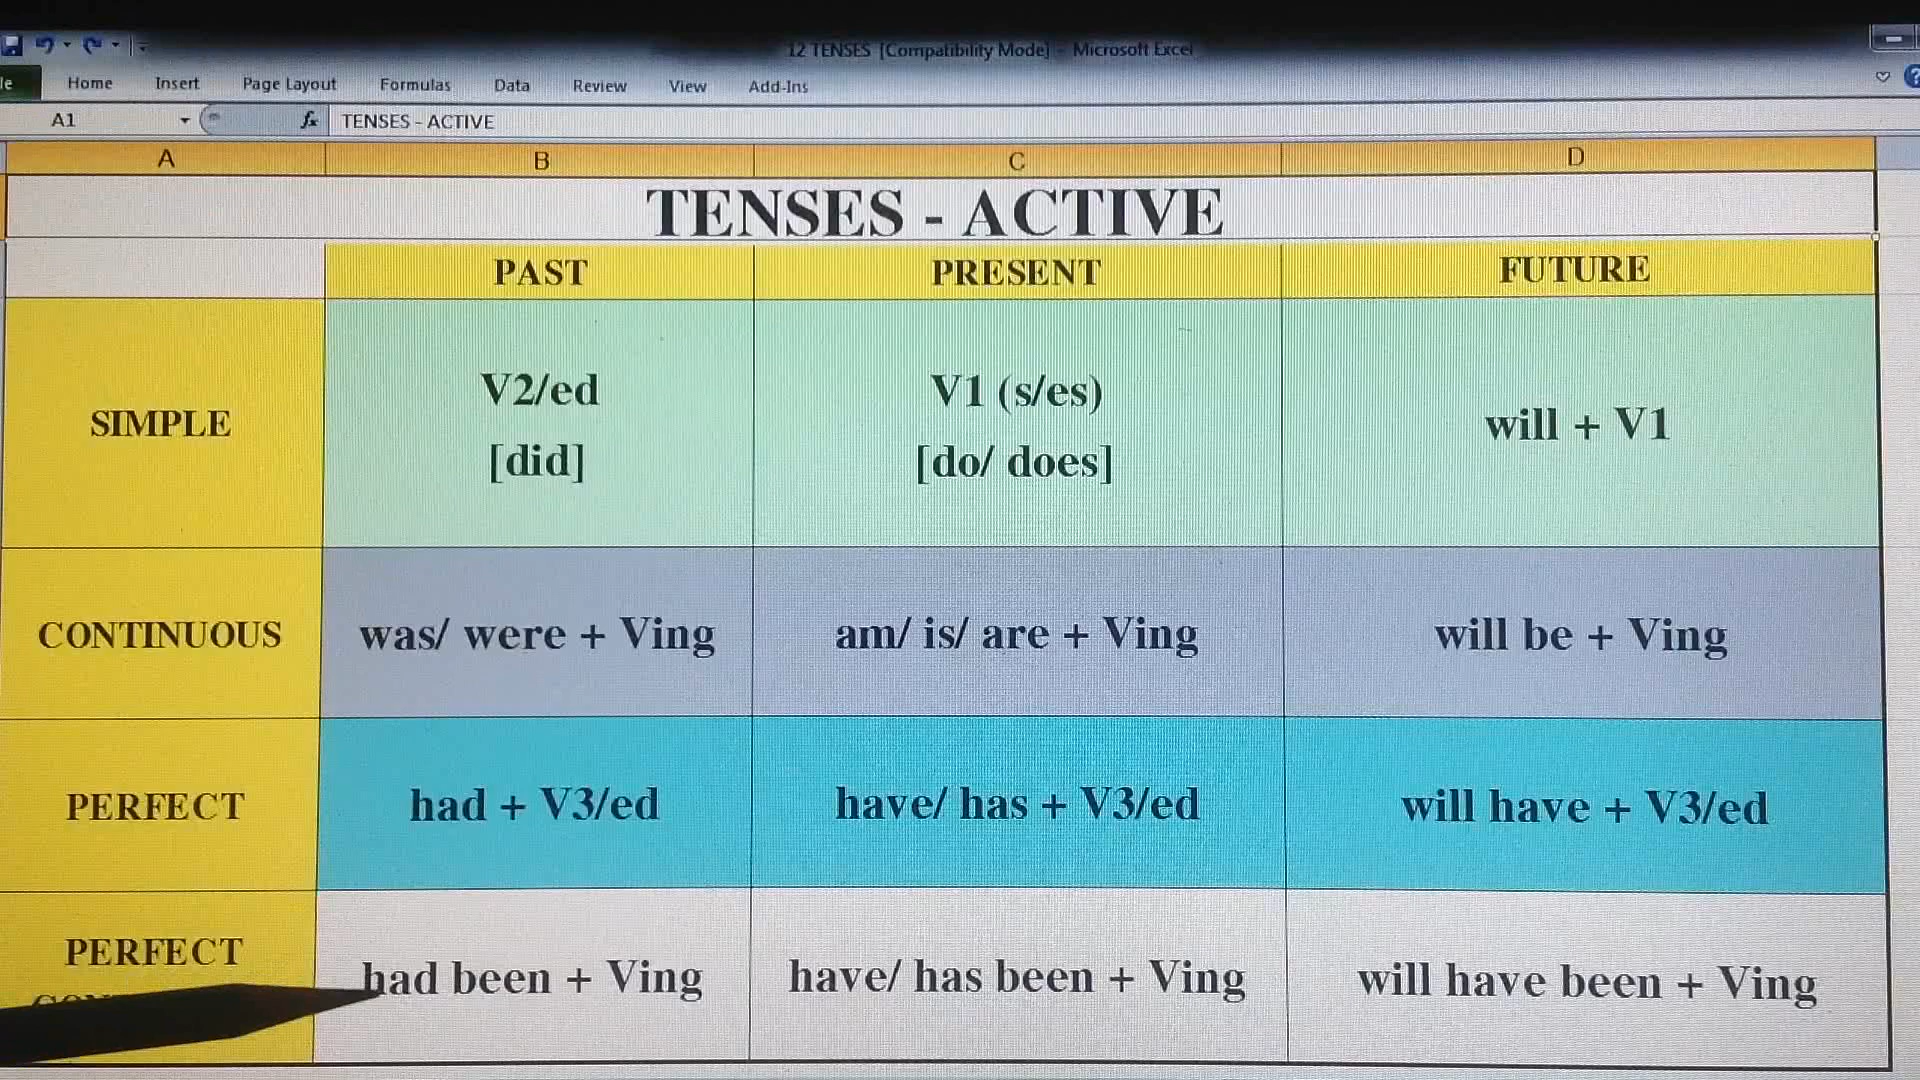 12 TENSES [Compatibility Mode] - Microsoft Excel
Home Insert Page Layout Formulas Data Review View Add-Ins
A1 fx TENSES - ACTIVE
A B C D
TENSES - ACTIVE
PAST PRESENT FUTURE
SIMPLE
V2/ed
[did]
V1 (s/es)
[do/ does]
will + V1
CONTINUOUS was/ were + Ving am/ is/ are + Ving will be + Ving
PERFECT had + V3/ed have/ has + V3/ed will have + V3/ed
PERFECT
had been + Ving have/ has been + Ving will have been + Ving